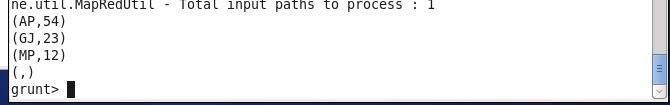 ne.util.MapRedUtil - Total input paths to process : 1
(AP,54)
(GJ,23)
(MP,12)
(,)
grunt>